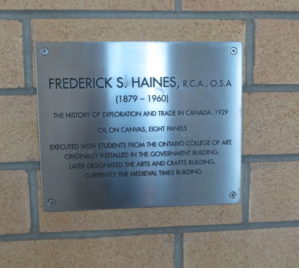 FREDERICK S. HAINES, R.C.A., O.S.A
(1879 – 1960)
THE HISTORY OF EXPLORATION AND TRADE IN CANADA, 1929
OIL ON CANVAS, EIGHT PANELS
EXECUTED WITH STUDENTS FROM THE ONTARIO COLLEGE OF ART.
ORIGINALLY INSTALLED IN THE GOVERNMENT BUILDING,
LATER DESIGNATED THE ARTS AND CRAFTS BUILDING,
CURRENTLY THE MEDIEVAL TIMES BUILDING.